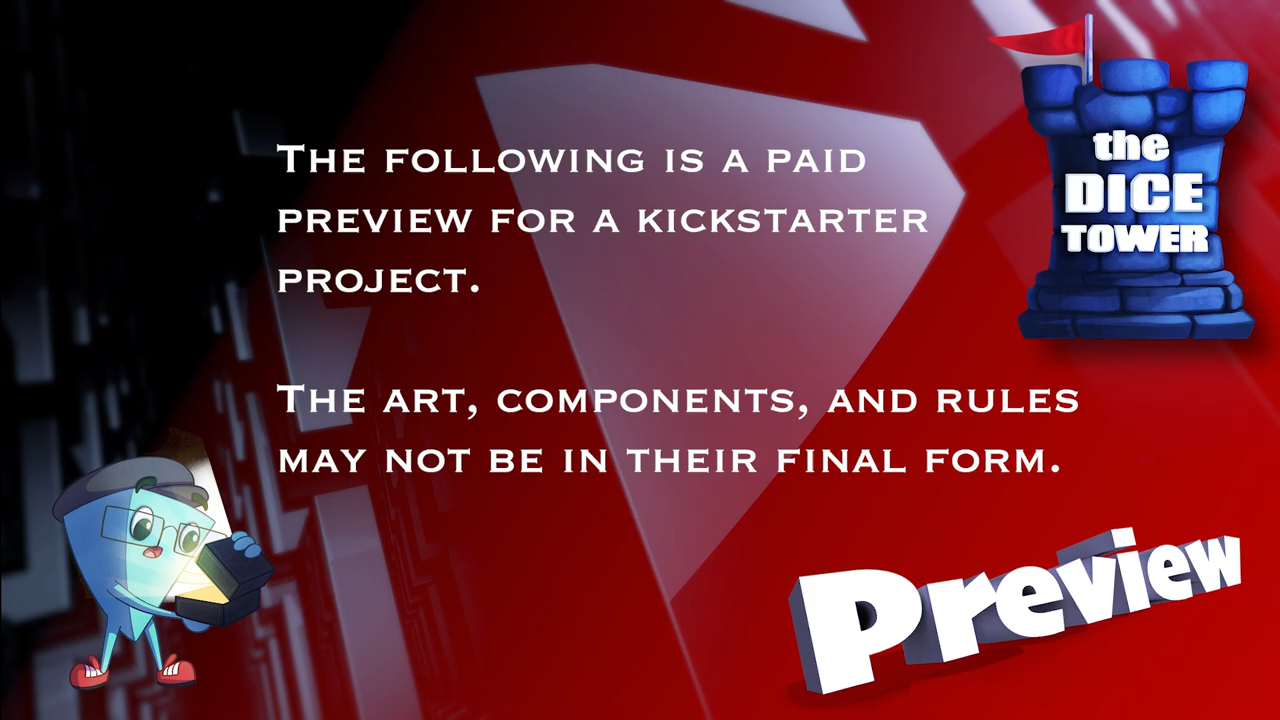 The following is a paid
preview for a kickstarter
project.
The art, components, and rules
may not be in their final form.
the
DICE
TOWER
Preview